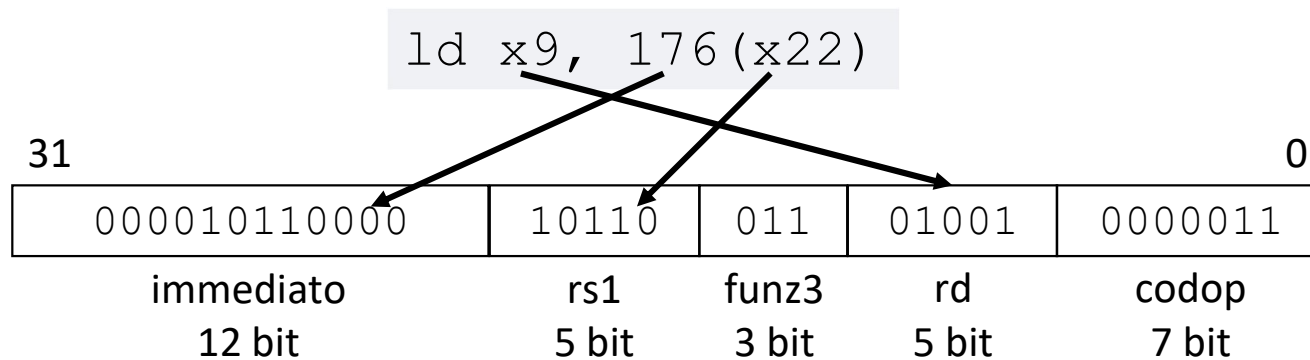 ld x9, 176(x22)
31 0
000010110000 10110 011 01001 0000011
immediato rs1 funz3 rd codop
12 bit 5 bit 3 bit 5 bit 7 bit